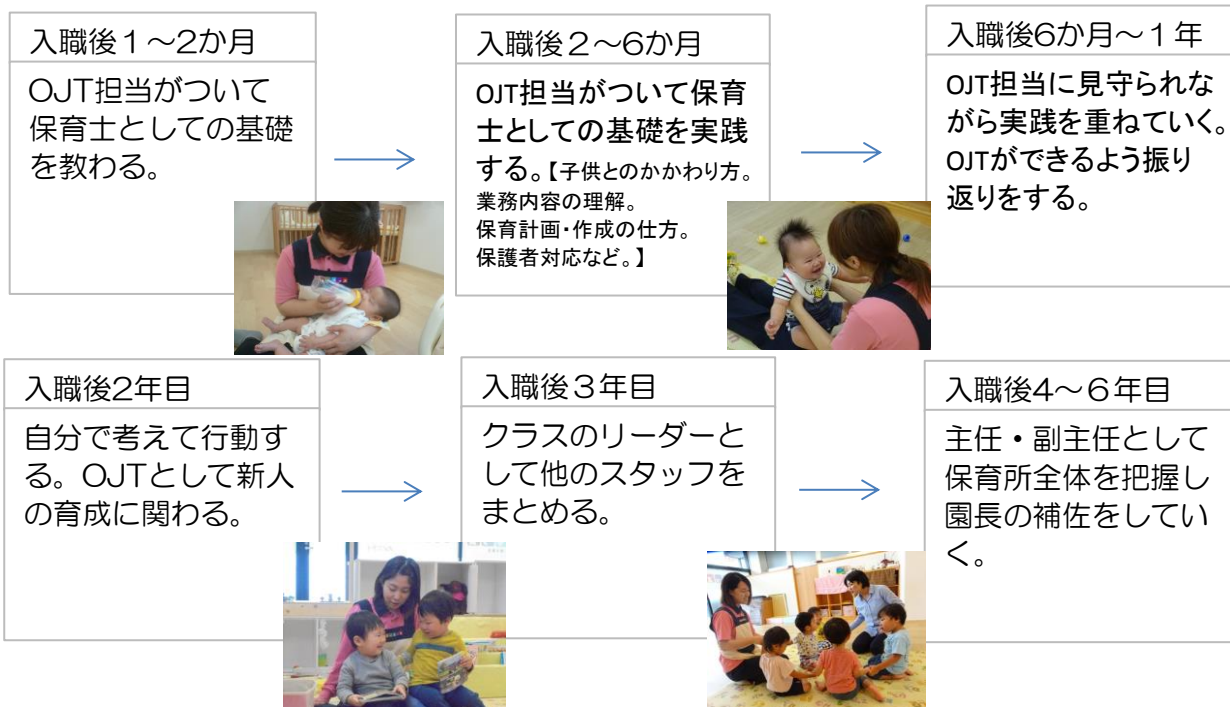 入職後１～2か月
OJT担当がついて
保育士としての基礎
を教わる。
入職後２～6か月
OJT担当がついて保育
士としての基礎を実践
する。【子供とのかかわり方。
業務内容の理解。
保育計画・作成の仕方。
保護者対応など。】
入職後6か月～１年
OJT担当に見守られな
がら実践を重ねていく。
OJTができるよう振り
返りをする。
入職後2年目
自分で考えて行動す
る。OJTとして新人
の育成に関わる。
入職後３年目
クラスのリーダーと
して他のスタッフを
まとめる。
入職後4～６年目
主任・副主任として
保育所全体を把握し
園長の補佐をしてい
く。